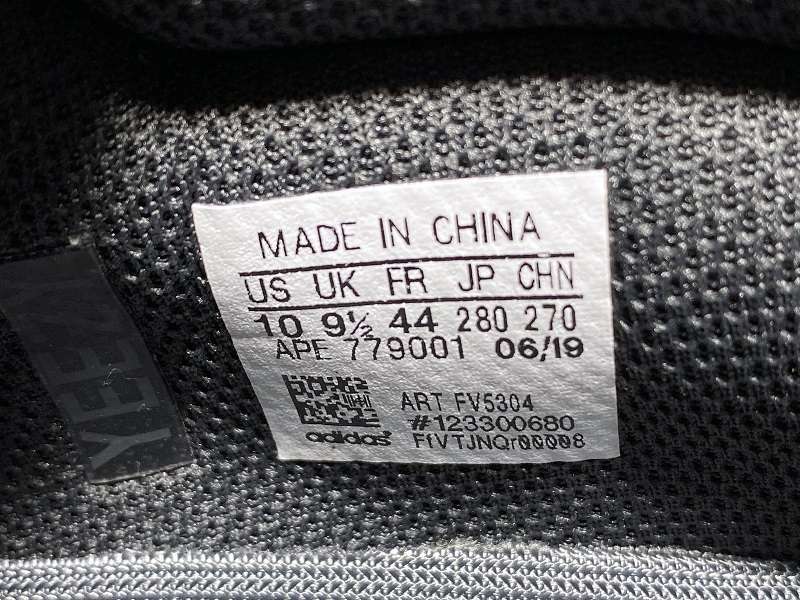 MADE IN CHINA
US UK FR JP CHN
10 9½ 44 280 270
APE 779001 06/19
ART FV5304
#123300680
adidas
FfVTJNQr00008